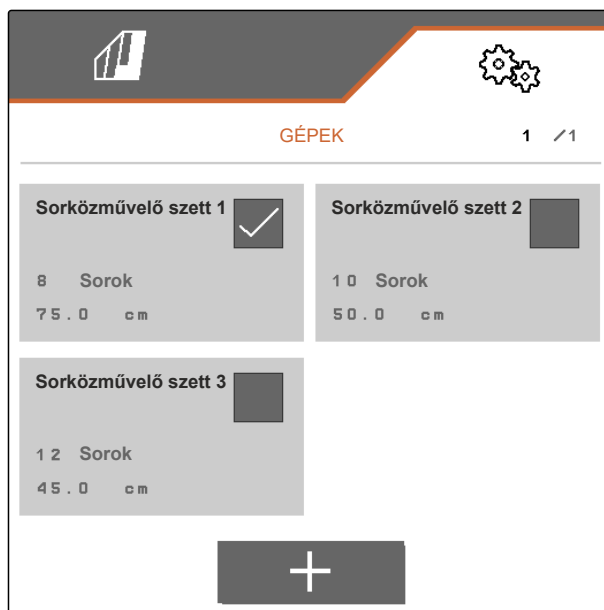 GÉPEK 1 /1
Sorközművelő szett 1
8 Sorok
75.0 cm
Sorközművelő szett 2
10 Sorok
50.0 cm
Sorközművelő szett 3
12 Sorok
45.0 cm
+